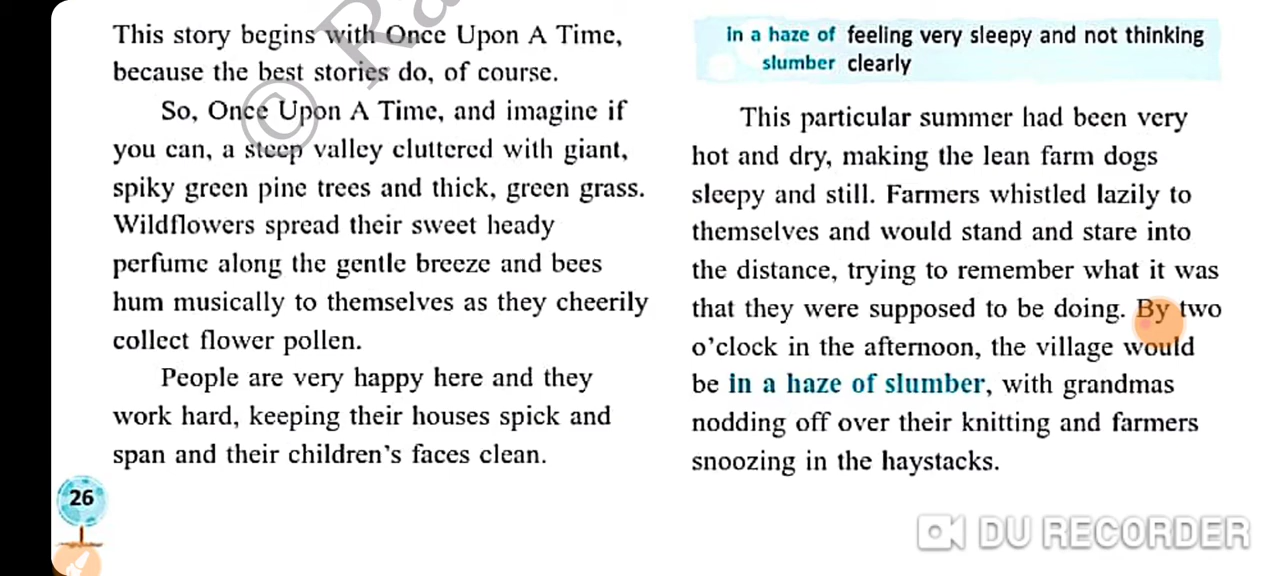 This story begins with Once Upon A Time,
because the best stories do, of course.
So, Once Upon A Time, and imagine if
you can, a steep valley cluttered with giant,
spiky green pine trees and thick, green grass.
Wildflowers spread their sweet heady
perfume along the gentle breeze and bees
hum musically to themselves as they cheerily
collect flower pollen.
People are very happy here and they
work hard, keeping their houses spick and
span and their children's faces clean.
26
in a haze of feeling very sleepy and not thinking
slumber clearly
This particular summer had been very
hot and dry, making the lean farm dogs
sleepy and still. Farmers whistled lazily to
themselves and would stand and stare into
the distance, trying to remember what it was
that they were supposed to be doing. By two
o'clock in the afternoon, the village would
be in a haze of slumber, with grandmas
nodding off over their knitting and farmers
snoozing in the haystacks.
DU RECORDER